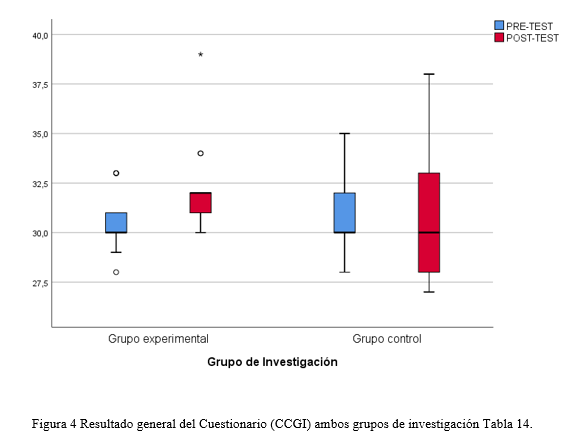 PRE-TEST
POST-TEST
40,0
37,5
35,0
32,5
30,0
27,5
Grupo experimental
Grupo control
Grupo de Investigación
Figura 4 Resultado general del Cuestionario (CCGI) ambos grupos de investigación Tabla 14.